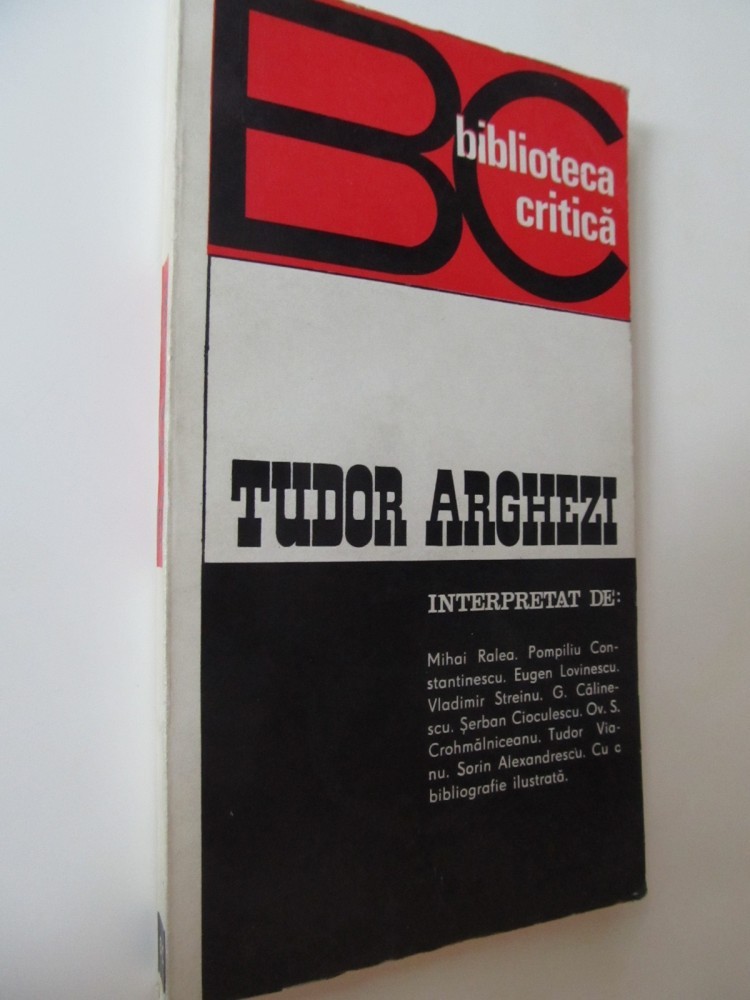 BC
biblioteca
critică
TUDOR ARGHEZI
INTERPRETAT DE:
Mihai Ralea. Pompiliu Con-
stantinescu. Eugen Lovinescu.
Vladimir Streinu. G. Căline-
scu. Şerban Cioculescu. Ov. S.
Crohmălniceanu. Tudor Via-
nu. Sorin Alexandrescu. Cu o
bibliografie ilustrată.